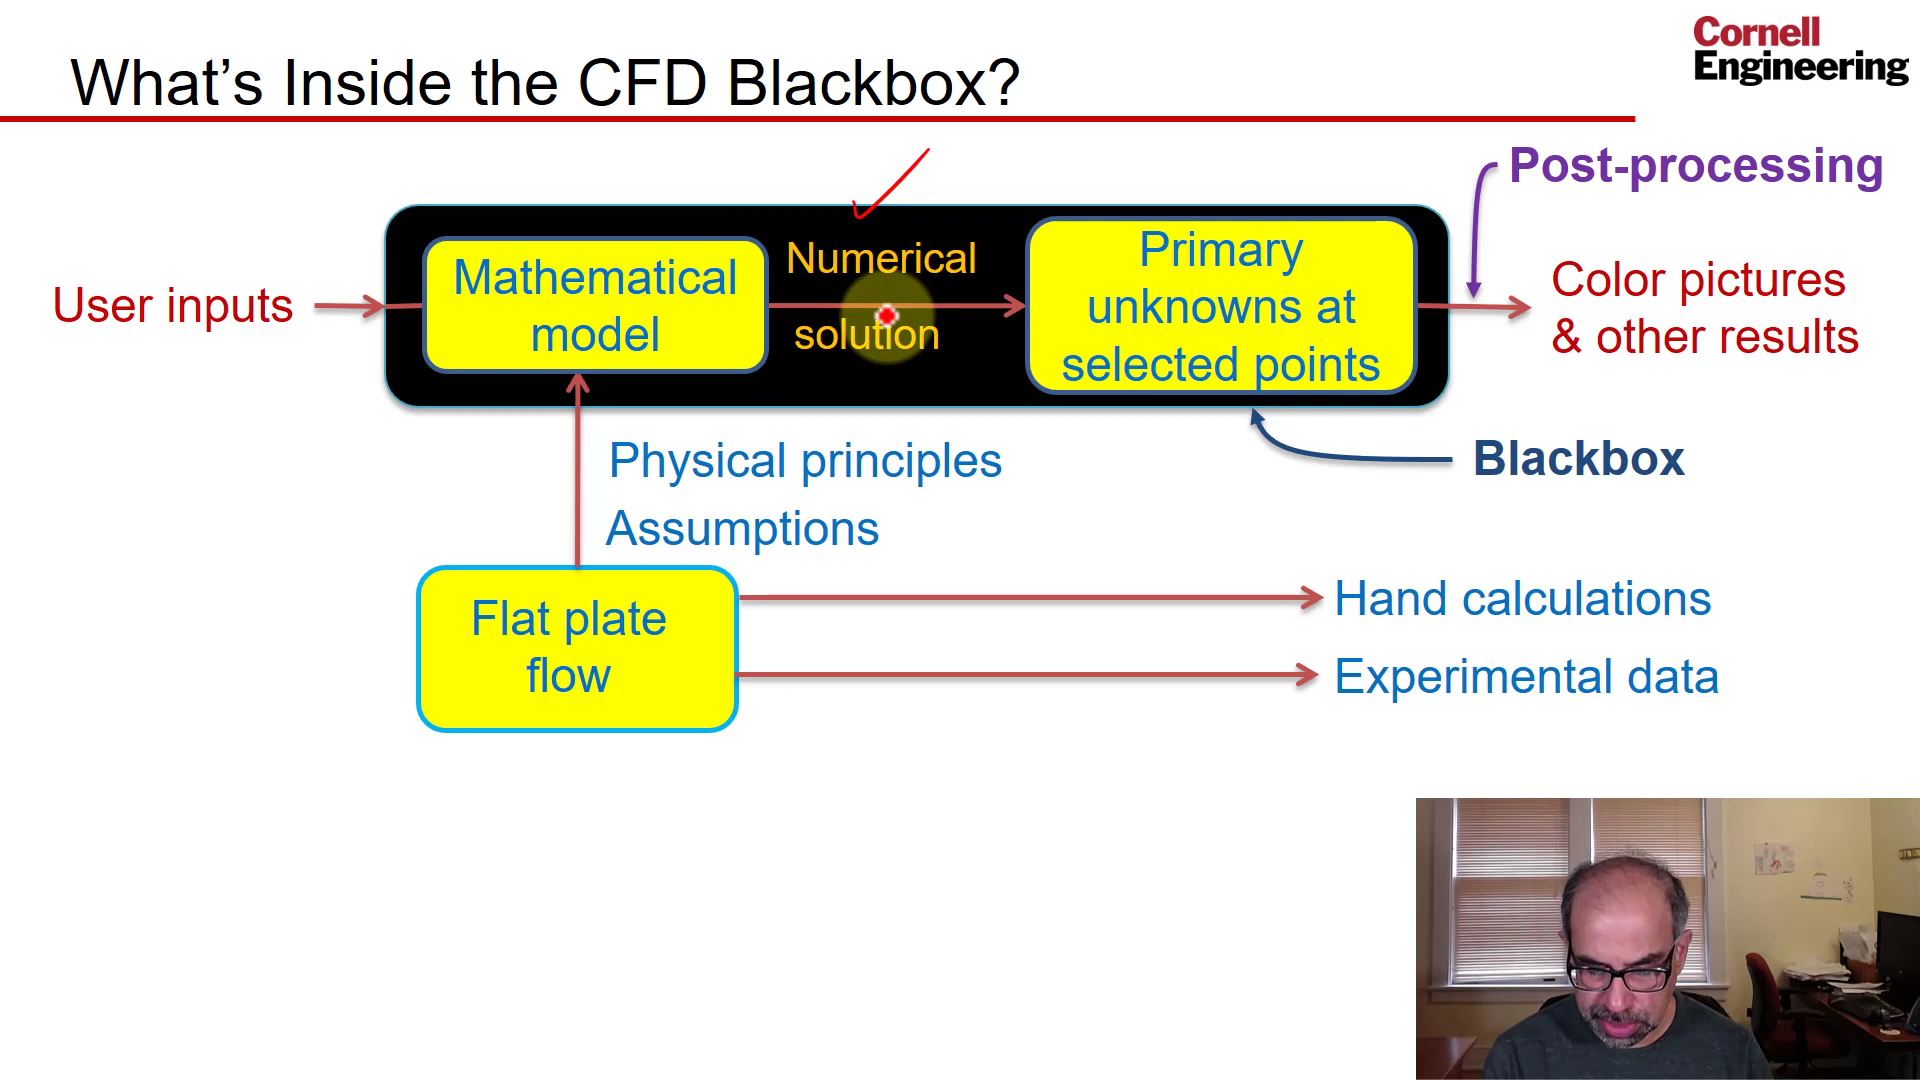 What's Inside the CFD Blackbox?
Cornell
Engineering
Post-processing
User inputs
Mathematical
model
Numerical
solution
Primary
unknowns at
selected points
Color pictures
& other results
Physical principles
Assumptions
Blackbox
Flat plate
flow
Hand calculations
Experimental data